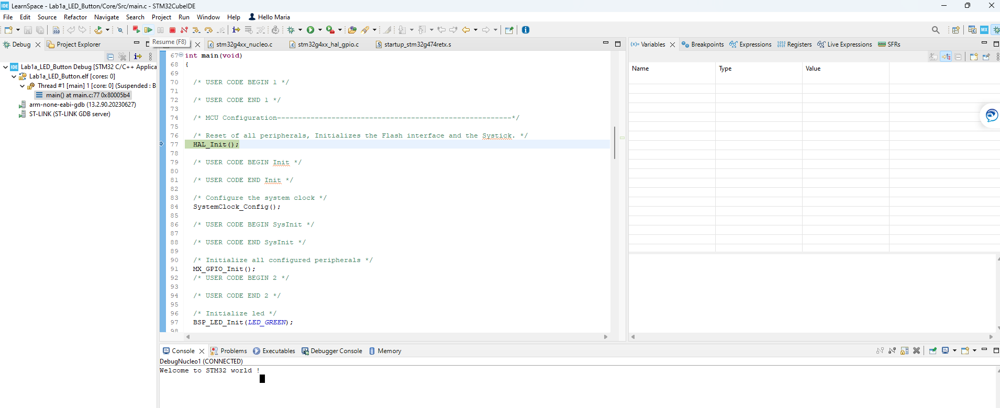 IDE LearnSpace - Lab1a_LED_Button/Core/Src/main.c - STM32CubeIDE
File Edit Source Refactor Navigate Search Project Run Window Help Hello Maria
Debug Project Explorer
Resume (F8)
stm32g4xx_nucleo.c stm32g4xx_hal_gpio.c startup_stm32g474retx.s
(x)= Variables Breakpoints Expressions Registers Live Expressions SFRs
IDE Lab1a_LED_Button Debug [STM32 C/C++ Applica
Lab1a_LED_Button.elf [cores: 0]
Thread #1 [main] 1 [core: 0] (Suspended : B
main() at main.c:77 0x80005b4
arm-none-eabi-gdb (13.2.90.20230627)
ST-LINK (ST-LINK GDB server)
67 int main(void)
68 {
69
70 /* USER CODE BEGIN 1 */
71
72 /* USER CODE END 1 */
73
74 /* MCU Configuration--------------------------------------------------------*/
75
76 /* Reset of all peripherals, Initializes the Flash interface and the Systick. */
77 HAL_Init();
78
79 /* USER CODE BEGIN Init */
80
81 /* USER CODE END Init */
82
83 /* Configure the system clock */
84 SystemClock_Config();
85
86 /* USER CODE BEGIN SysInit */
87
88 /* USER CODE END SysInit */
89
90 /* Initialize all configured peripherals */
91 MX_GPIO_Init();
92 /* USER CODE BEGIN 2 */
93
94 /* USER CODE END 2 */
95
96 /* Initialize led */
97 BSP_LED_Init(LED_GREEN);
98
Name Type Value
MX
Console Problems Executables Debugger Console Memory
DebugNucleo1 (CONNECTED)
Welcome to STM32 world !